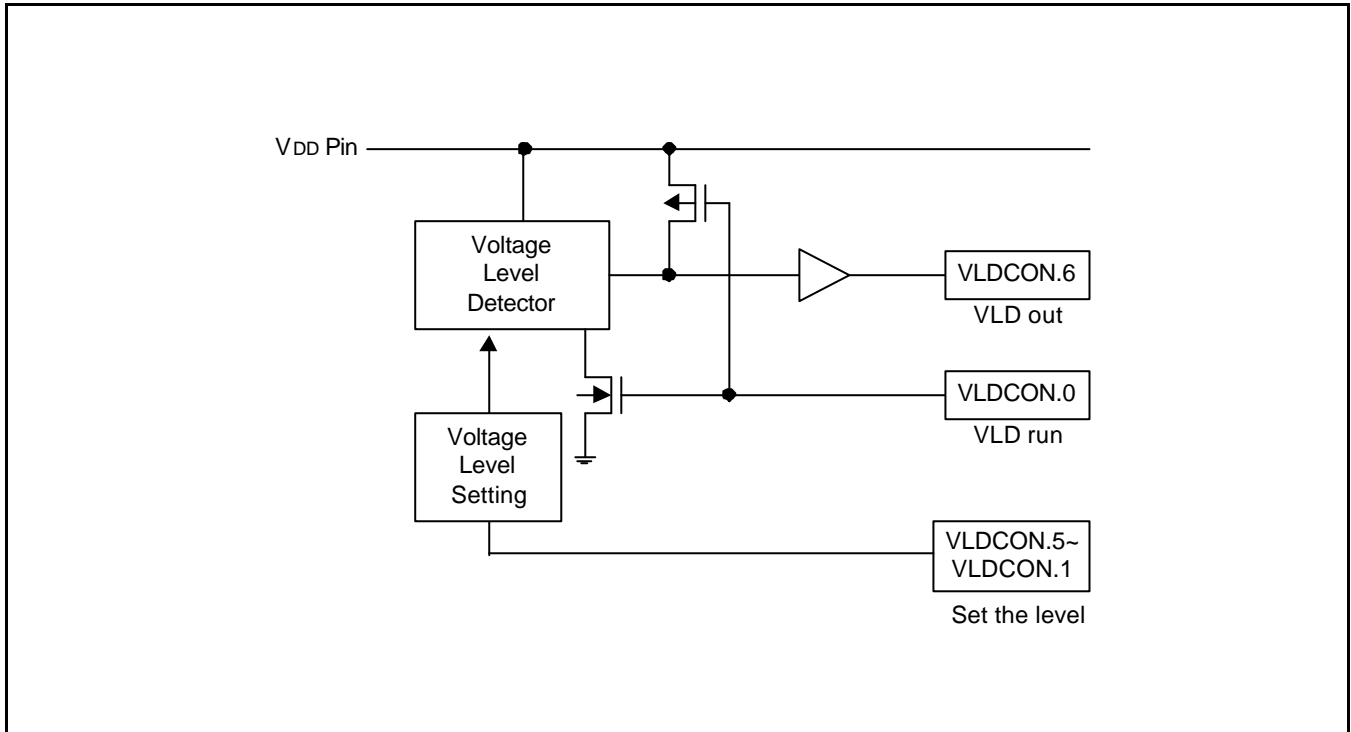 VDD Pin
Voltage
Level
Detector
VLDCON.6
VLD out
VLDCON.0
VLD run
Voltage
Level
Setting
VLDCON.5~
VLDCON.1
Set the level